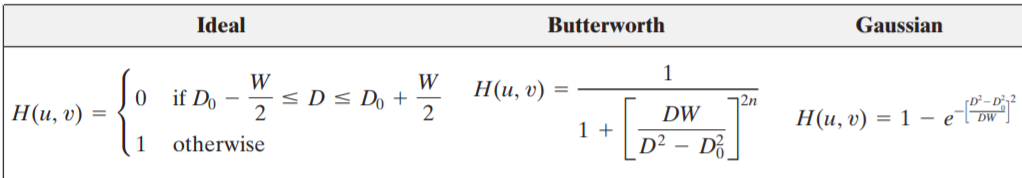 Ideal Butterworth Gaussian
H(u, v) = { 0 if D₀ − W/2 ≤ D ≤ D₀ + W/2
1 otherwise
H(u, v) = 1 / (1 + [DW / (D² − D₀²)]²ⁿ)
H(u, v) = 1 − e^−[(D² − D₀²) / DW]²